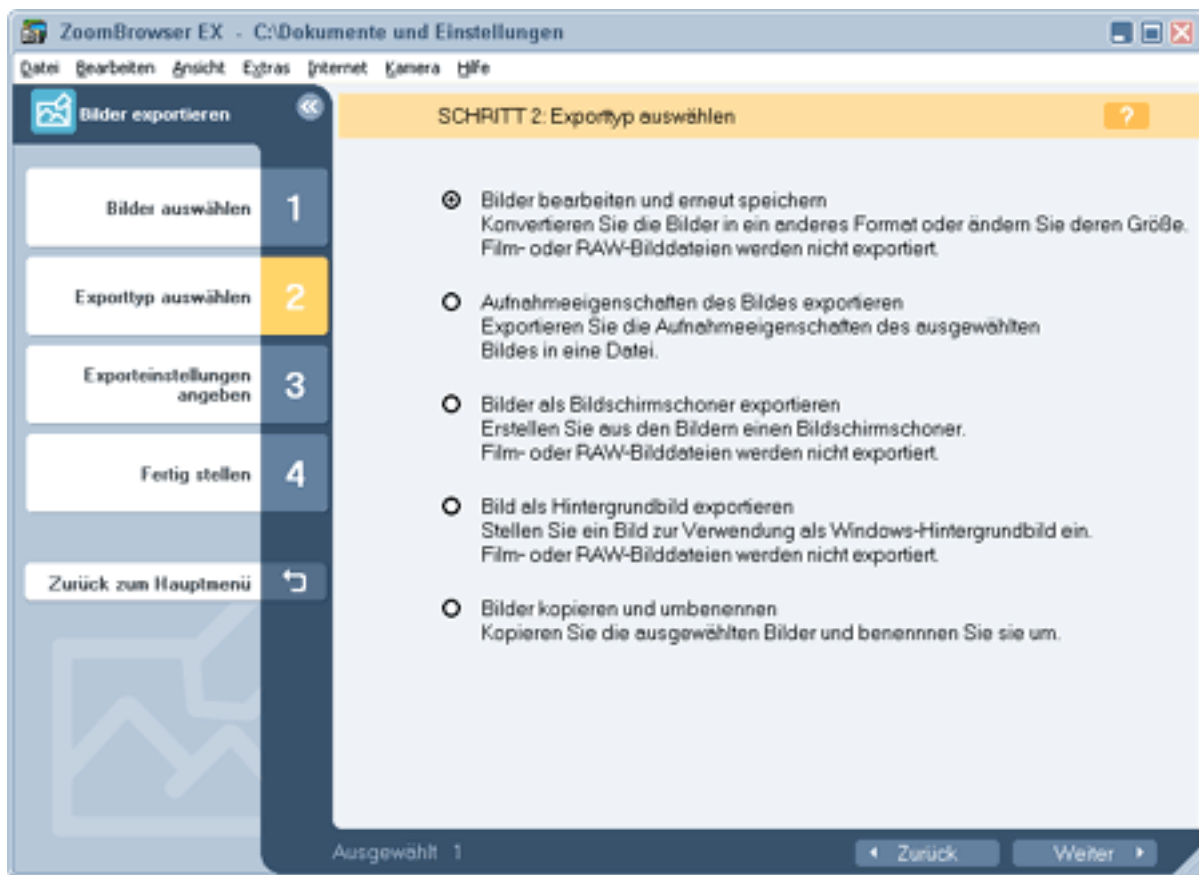 ZoomBrowser EX - C:\Dokumente und Einstellungen
Datei Bearbeiten Ansicht Extras Internet Kamera Hilfe
Bilder exportieren
Bilder auswählen 1
Exporttyp auswählen 2
Exporteinstellungen
angeben 3
Fertig stellen 4
Zurück zum Hauptmenü
SCHRITT 2: Exporttyp auswählen ?
Bilder bearbeiten und erneut speichern
Konvertieren Sie die Bilder in ein anderes Format oder ändern Sie deren Größe.
Film- oder RAW-Bilddateien werden nicht exportiert.
Aufnahmeeigenschaften des Bildes exportieren
Exportieren Sie die Aufnahmeeigenschaften des ausgewählten
Bildes in eine Datei.
Bilder als Bildschirmschoner exportieren
Erstellen Sie aus den Bildern einen Bildschirmschoner.
Film- oder RAW-Bilddateien werden nicht exportiert.
Bild als Hintergrundbild exportieren
Stellen Sie ein Bild zur Verwendung als Windows-Hintergrundbild ein.
Film- oder RAW-Bilddateien werden nicht exportiert.
Bilder kopieren und umbenennen
Kopieren Sie die ausgewählten Bilder und benennnen Sie sie um.
Ausgewählt 1
Zurück
Weiter